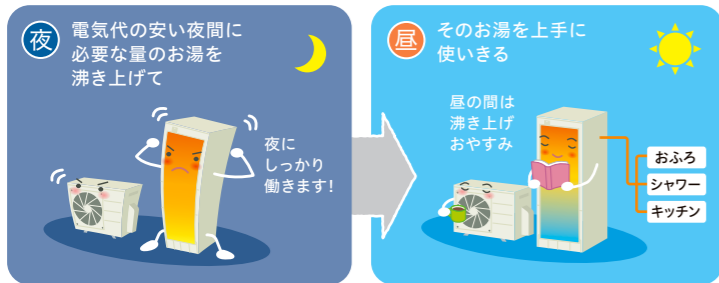 夜
電気代の安い夜間に
必要な量のお湯を
沸き上げて
夜に
しっかり
働きます!
昼
そのお湯を上手に
使いきる
昼の間は
沸き上げ
おやすみ
おふろ
シャワー
キッチン